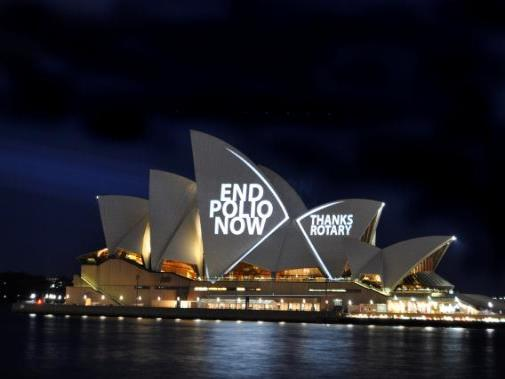 END
POLIO
NOW
THANKS
ROTARY